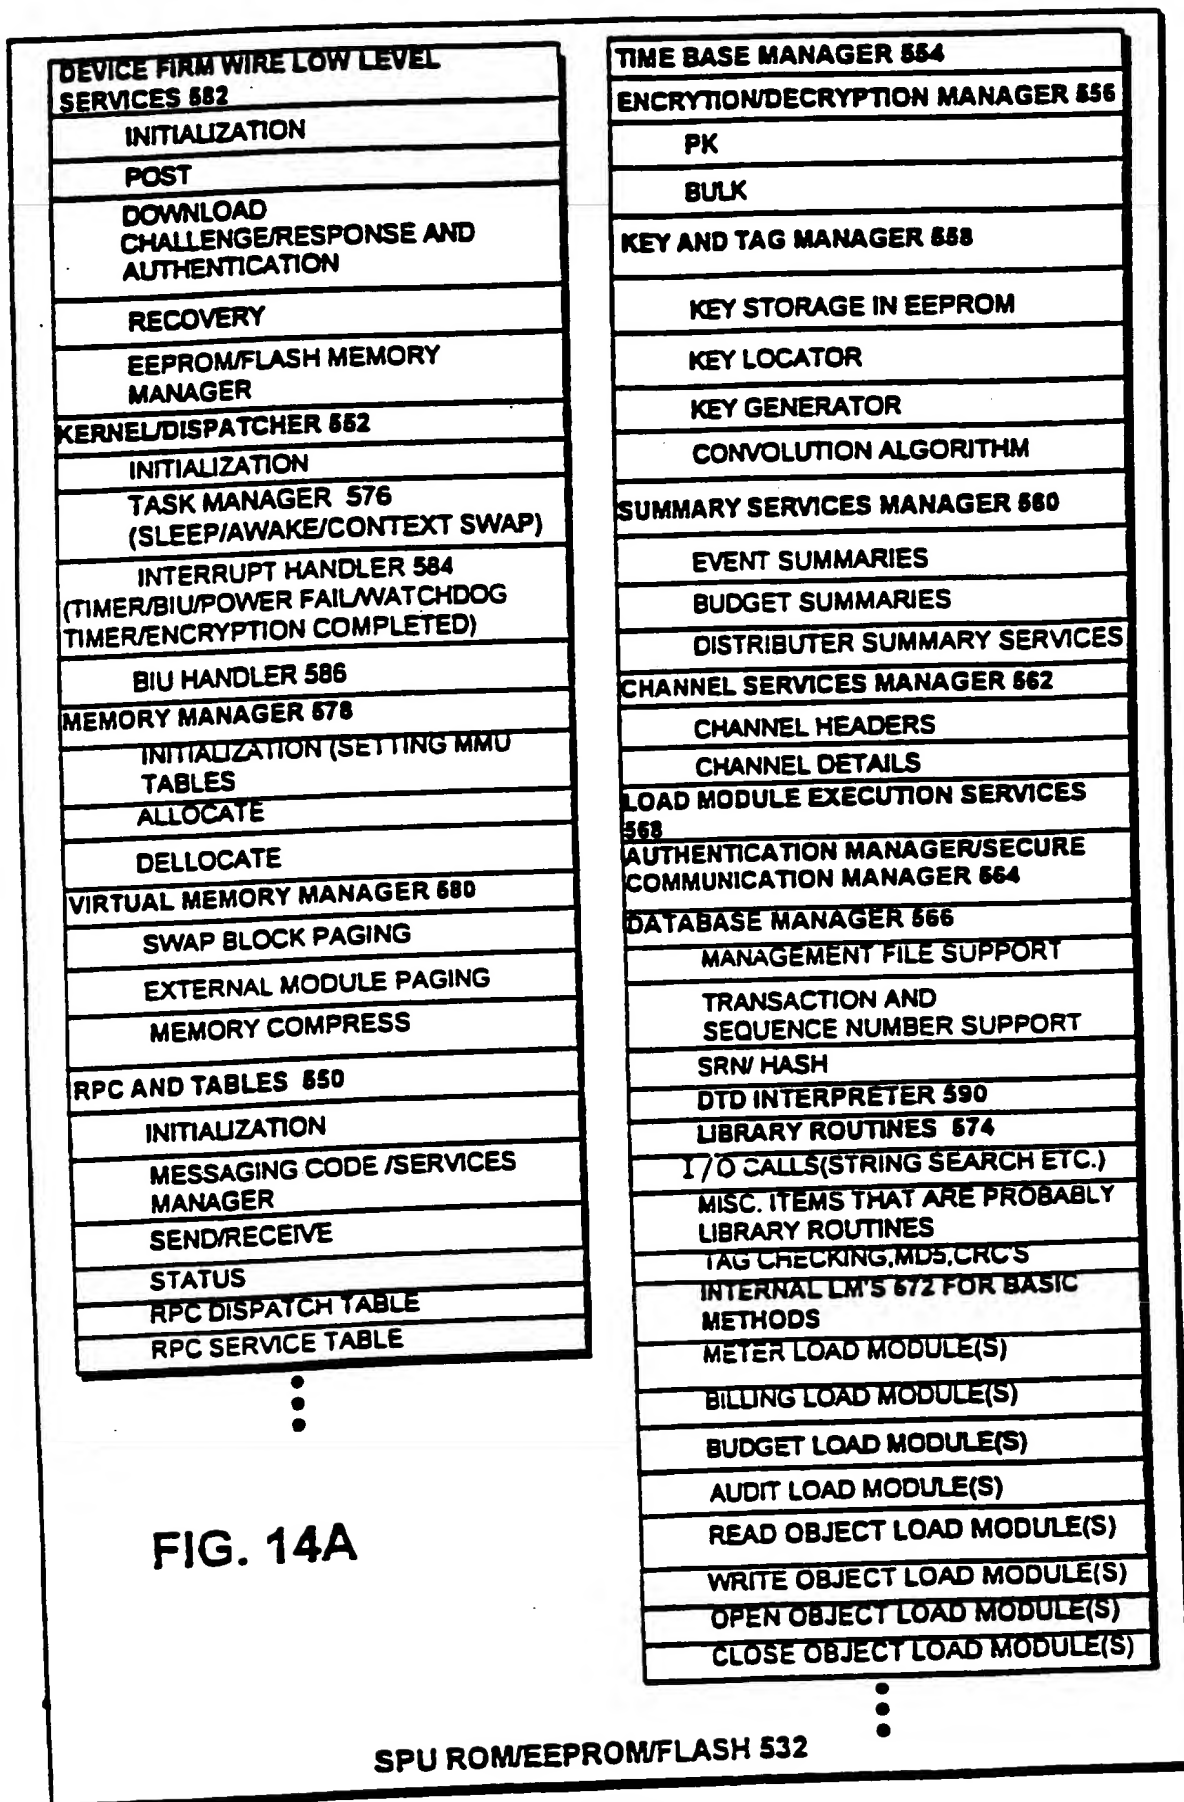 DEVICE FIRM WIRE LOW LEVEL
SERVICES 582
INITIALIZATION
POST
DOWNLOAD
CHALLENGE/RESPONSE AND
AUTHENTICATION
RECOVERY
EEPROM/FLASH MEMORY
MANAGER
KERNEL/DISPATCHER 552
INITIALIZATION
TASK MANAGER 576
(SLEEP/AWAKE/CONTEXT SWAP)
INTERRUPT HANDLER 584
(TIMER/BIU/POWER FAIL/WATCHDOG
TIMER/ENCRYPTION COMPLETED)
BIU HANDLER 586
MEMORY MANAGER 578
INITIALIZATION (SETTING MMU
TABLES
ALLOCATE
DELLOCATE
VIRTUAL MEMORY MANAGER 580
SWAP BLOCK PAGING
EXTERNAL MODULE PAGING
MEMORY COMPRESS
RPC AND TABLES 550
INITIALIZATION
MESSAGING CODE /SERVICES
MANAGER
SEND/RECEIVE
STATUS
RPC DISPATCH TABLE
RPC SERVICE TABLE
TIME BASE MANAGER 554
ENCRYTION/DECRYPTION MANAGER 556
PK
BULK
KEY AND TAG MANAGER 558
KEY STORAGE IN EEPROM
KEY LOCATOR
KEY GENERATOR
CONVOLUTION ALGORITHM
SUMMARY SERVICES MANAGER 560
EVENT SUMMARIES
BUDGET SUMMARIES
DISTRIBUTER SUMMARY SERVICES
CHANNEL SERVICES MANAGER 562
CHANNEL HEADERS
CHANNEL DETAILS
LOAD MODULE EXECUTION SERVICES
568
AUTHENTICATION MANAGER/SECURE
COMMUNICATION MANAGER 564
DATABASE MANAGER 566
MANAGEMENT FILE SUPPORT
TRANSACTION AND
SEQUENCE NUMBER SUPPORT
SRN/ HASH
DTD INTERPRETER 590
LIBRARY ROUTINES 574
I/O CALLS(STRING SEARCH ETC.)
MISC. ITEMS THAT ARE PROBABLY
LIBRARY ROUTINES
TAG CHECKING,MD5,CRC'S
INTERNAL LM'S 572 FOR BASIC
METHODS
METER LOAD MODULE(S)
BILLING LOAD MODULE(S)
BUDGET LOAD MODULE(S)
AUDIT LOAD MODULE(S)
READ OBJECT LOAD MODULE(S)
WRITE OBJECT LOAD MODULE(S)
OPEN OBJECT LOAD MODULE(S)
CLOSE OBJECT LOAD MODULE(S)
FIG. 14A
SPU ROM/EEPROM/FLASH 532